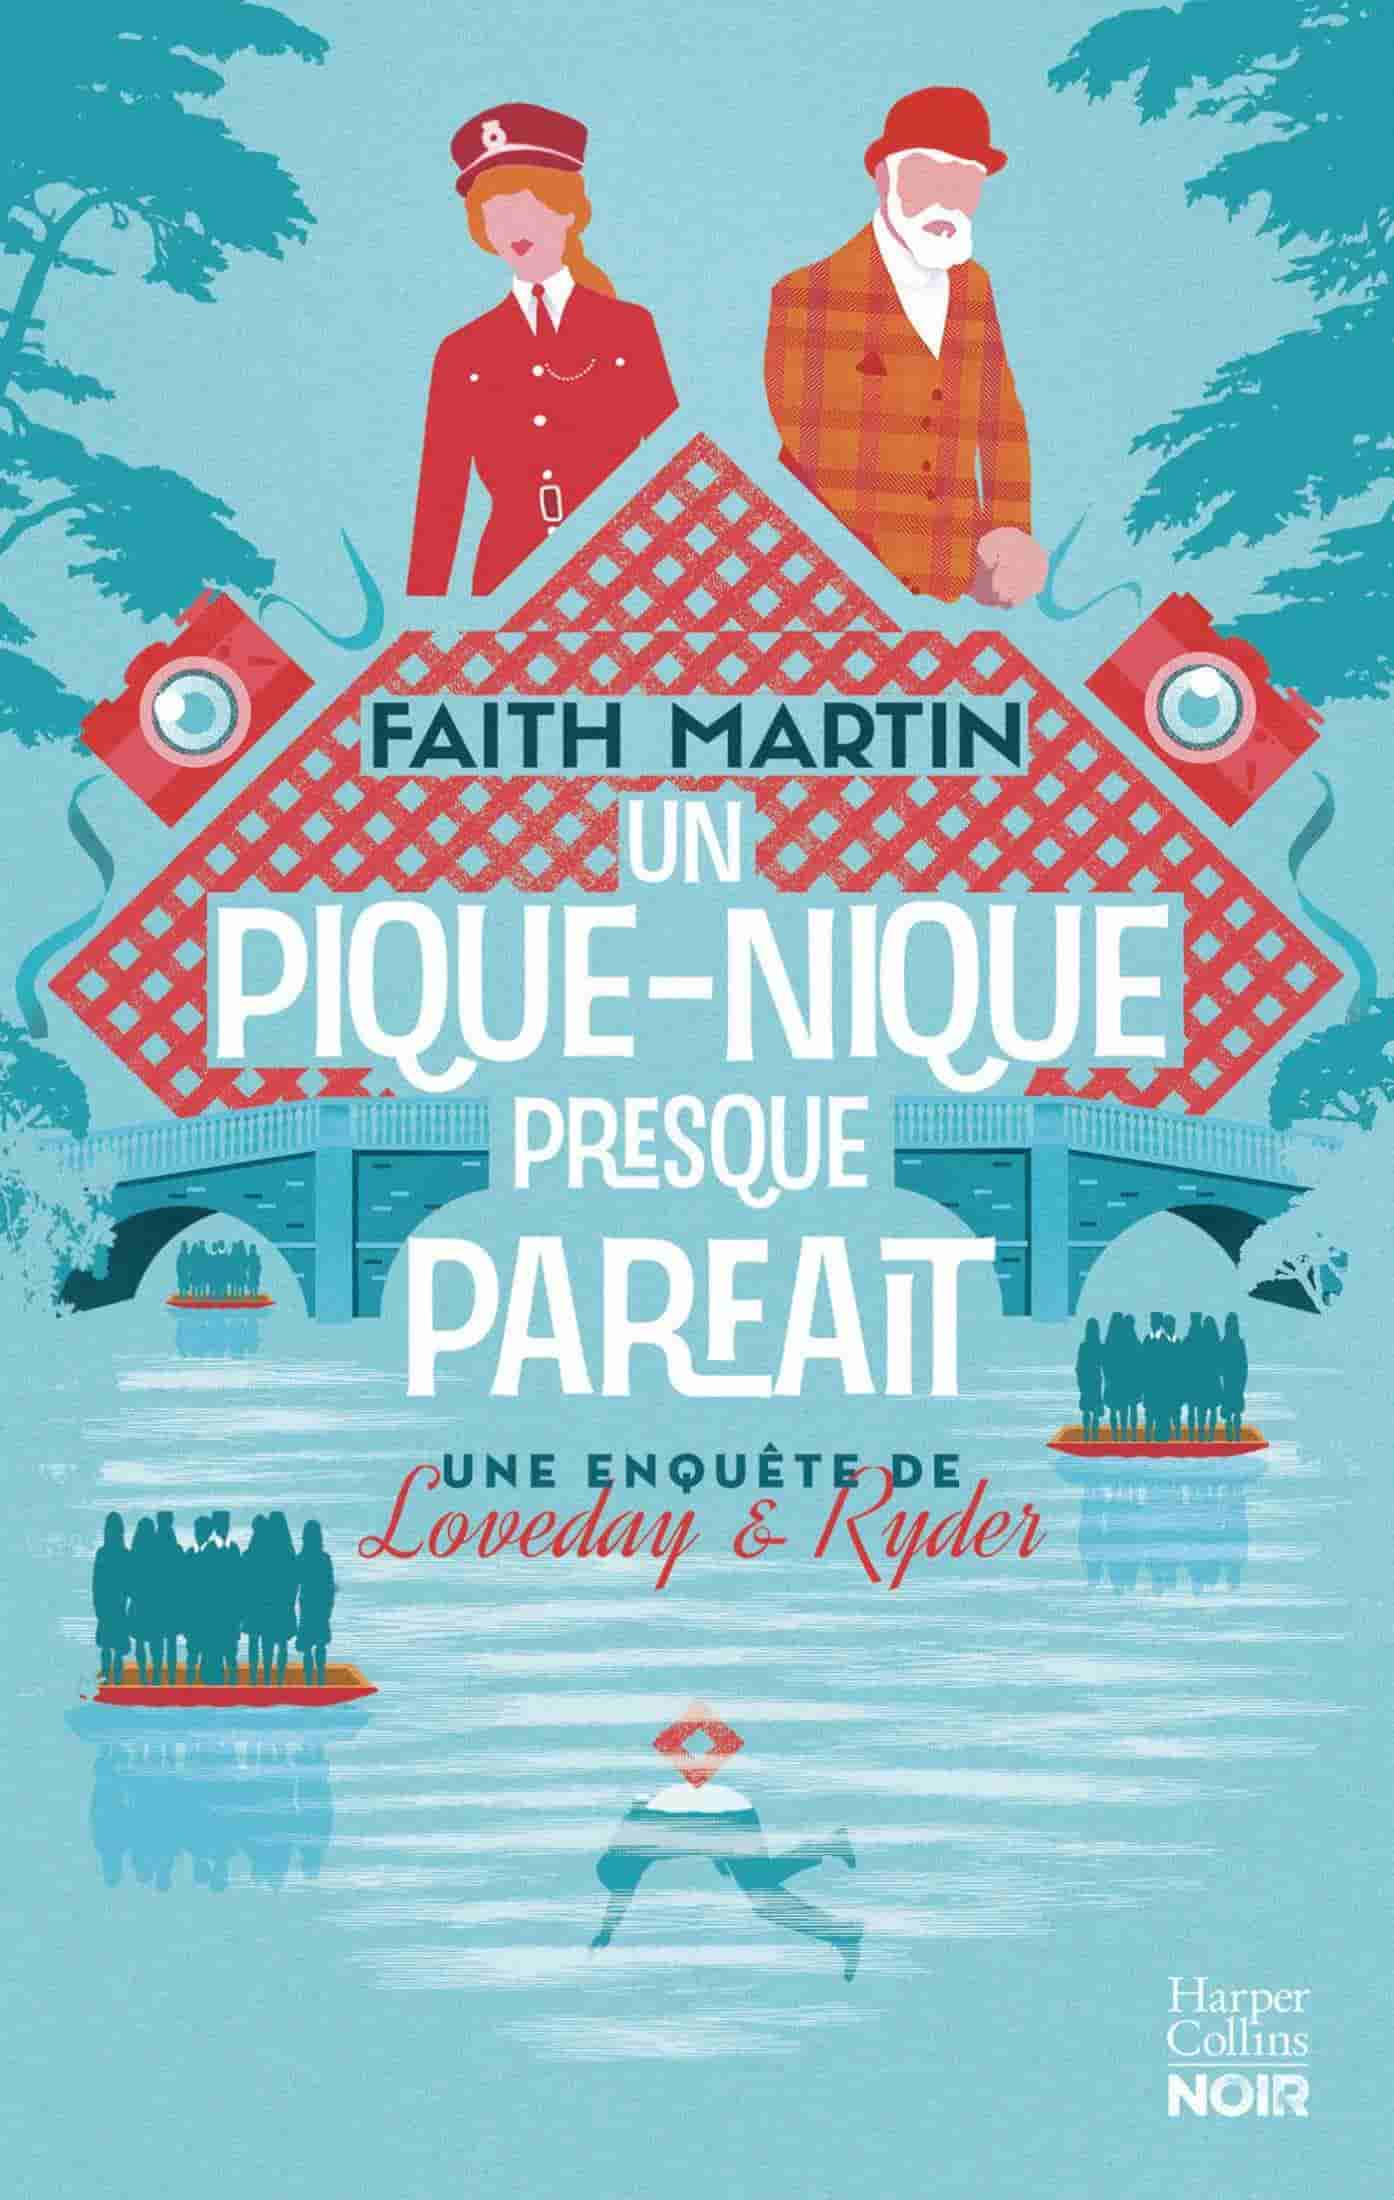 FAITH MARTIN
UN
PIQUE-NIQUE
PRESQUE
PARFAIT
UNE ENQUÊTE DE
Loveday & Ryder
Harper
Collins
NOIR